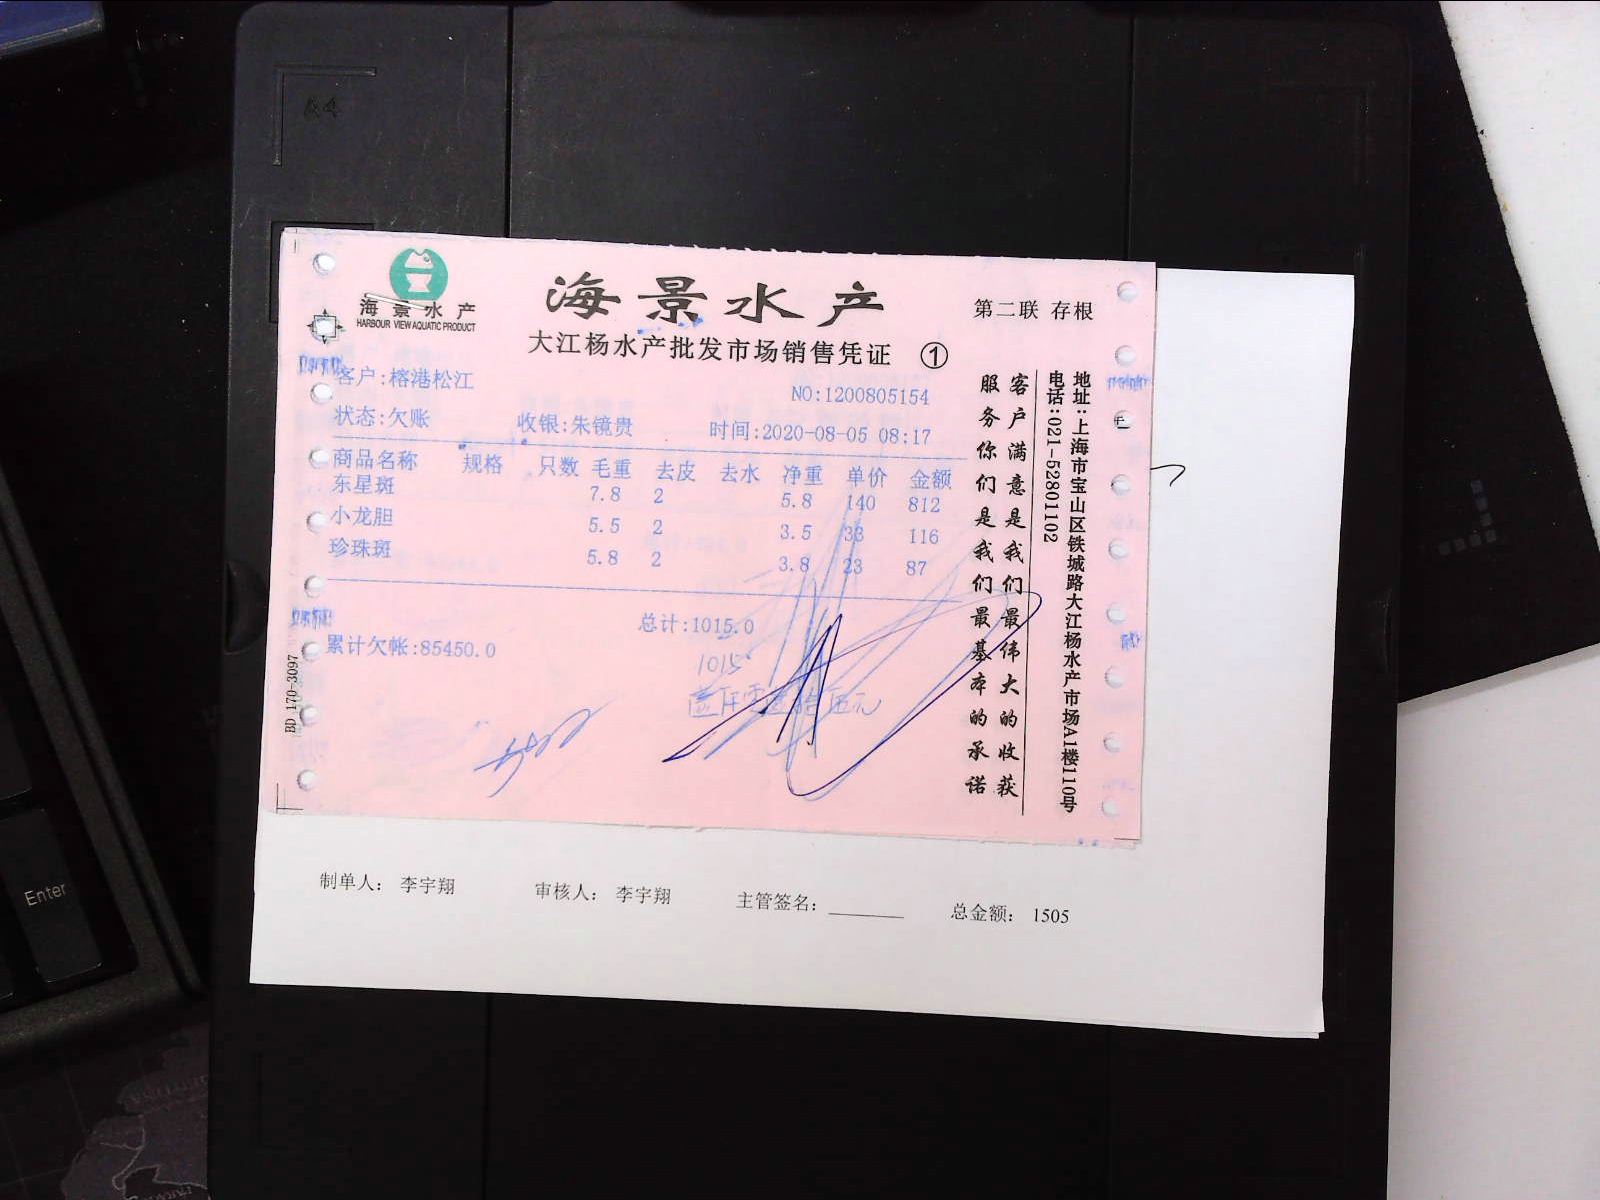 A4
海景水产
HARBOUR VIEW AQUATIC PRODUCT
海景水产
第二联 存根
大江杨水产批发市场销售凭证 ①
客户:榕港松江
NO:1200805154
状态:欠账 收银:朱镜贵 时间:2020-08-05 08:17
商品名称 规格 只数 毛重 去皮 去水 净重 单价 金额
东星斑 7.8 2 5.8 140 812
小龙胆 5.5 2 3.5 33 116
珍珠斑 5.8 2 3.8 23 87
总计:1015.0
累计欠帐:85450.0
1015
壹仟零壹拾伍元
客户满意是我们最伟大的收获
服务你们是我们最基本的承诺
地址:上海市宝山区铁城路大江杨水产市场A1楼110号
电话:021-52801102
BD 170-3097
制单人: 李宇翔 审核人: 李宇翔 主管签名: 总金额: 1505
Enter